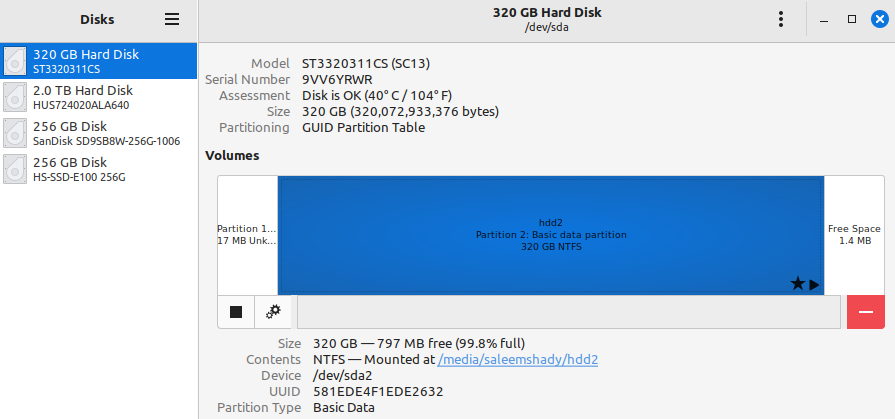 Disks
320 GB Hard Disk
/dev/sda
320 GB Hard Disk
ST3320311CS
2.0 TB Hard Disk
HUS724020ALA640
256 GB Disk
SanDisk SD9SB8W-256G-1006
256 GB Disk
HS-SSD-E100 256G
Model ST3320311CS (SC13)
Serial Number 9VV6YRWR
Assessment Disk is OK (40° C / 104° F)
Size 320 GB (320,072,933,376 bytes)
Partitioning GUID Partition Table
Volumes
Partition 1...
17 MB Unk...
hdd2
Partition 2: Basic data partition
320 GB NTFS
Free Space
1.4 MB
Size 320 GB — 797 MB free (99.8% full)
Contents NTFS — Mounted at /media/saleemshady/hdd2
Device /dev/sda2
UUID 581EDE4F1EDE2632
Partition Type Basic Data